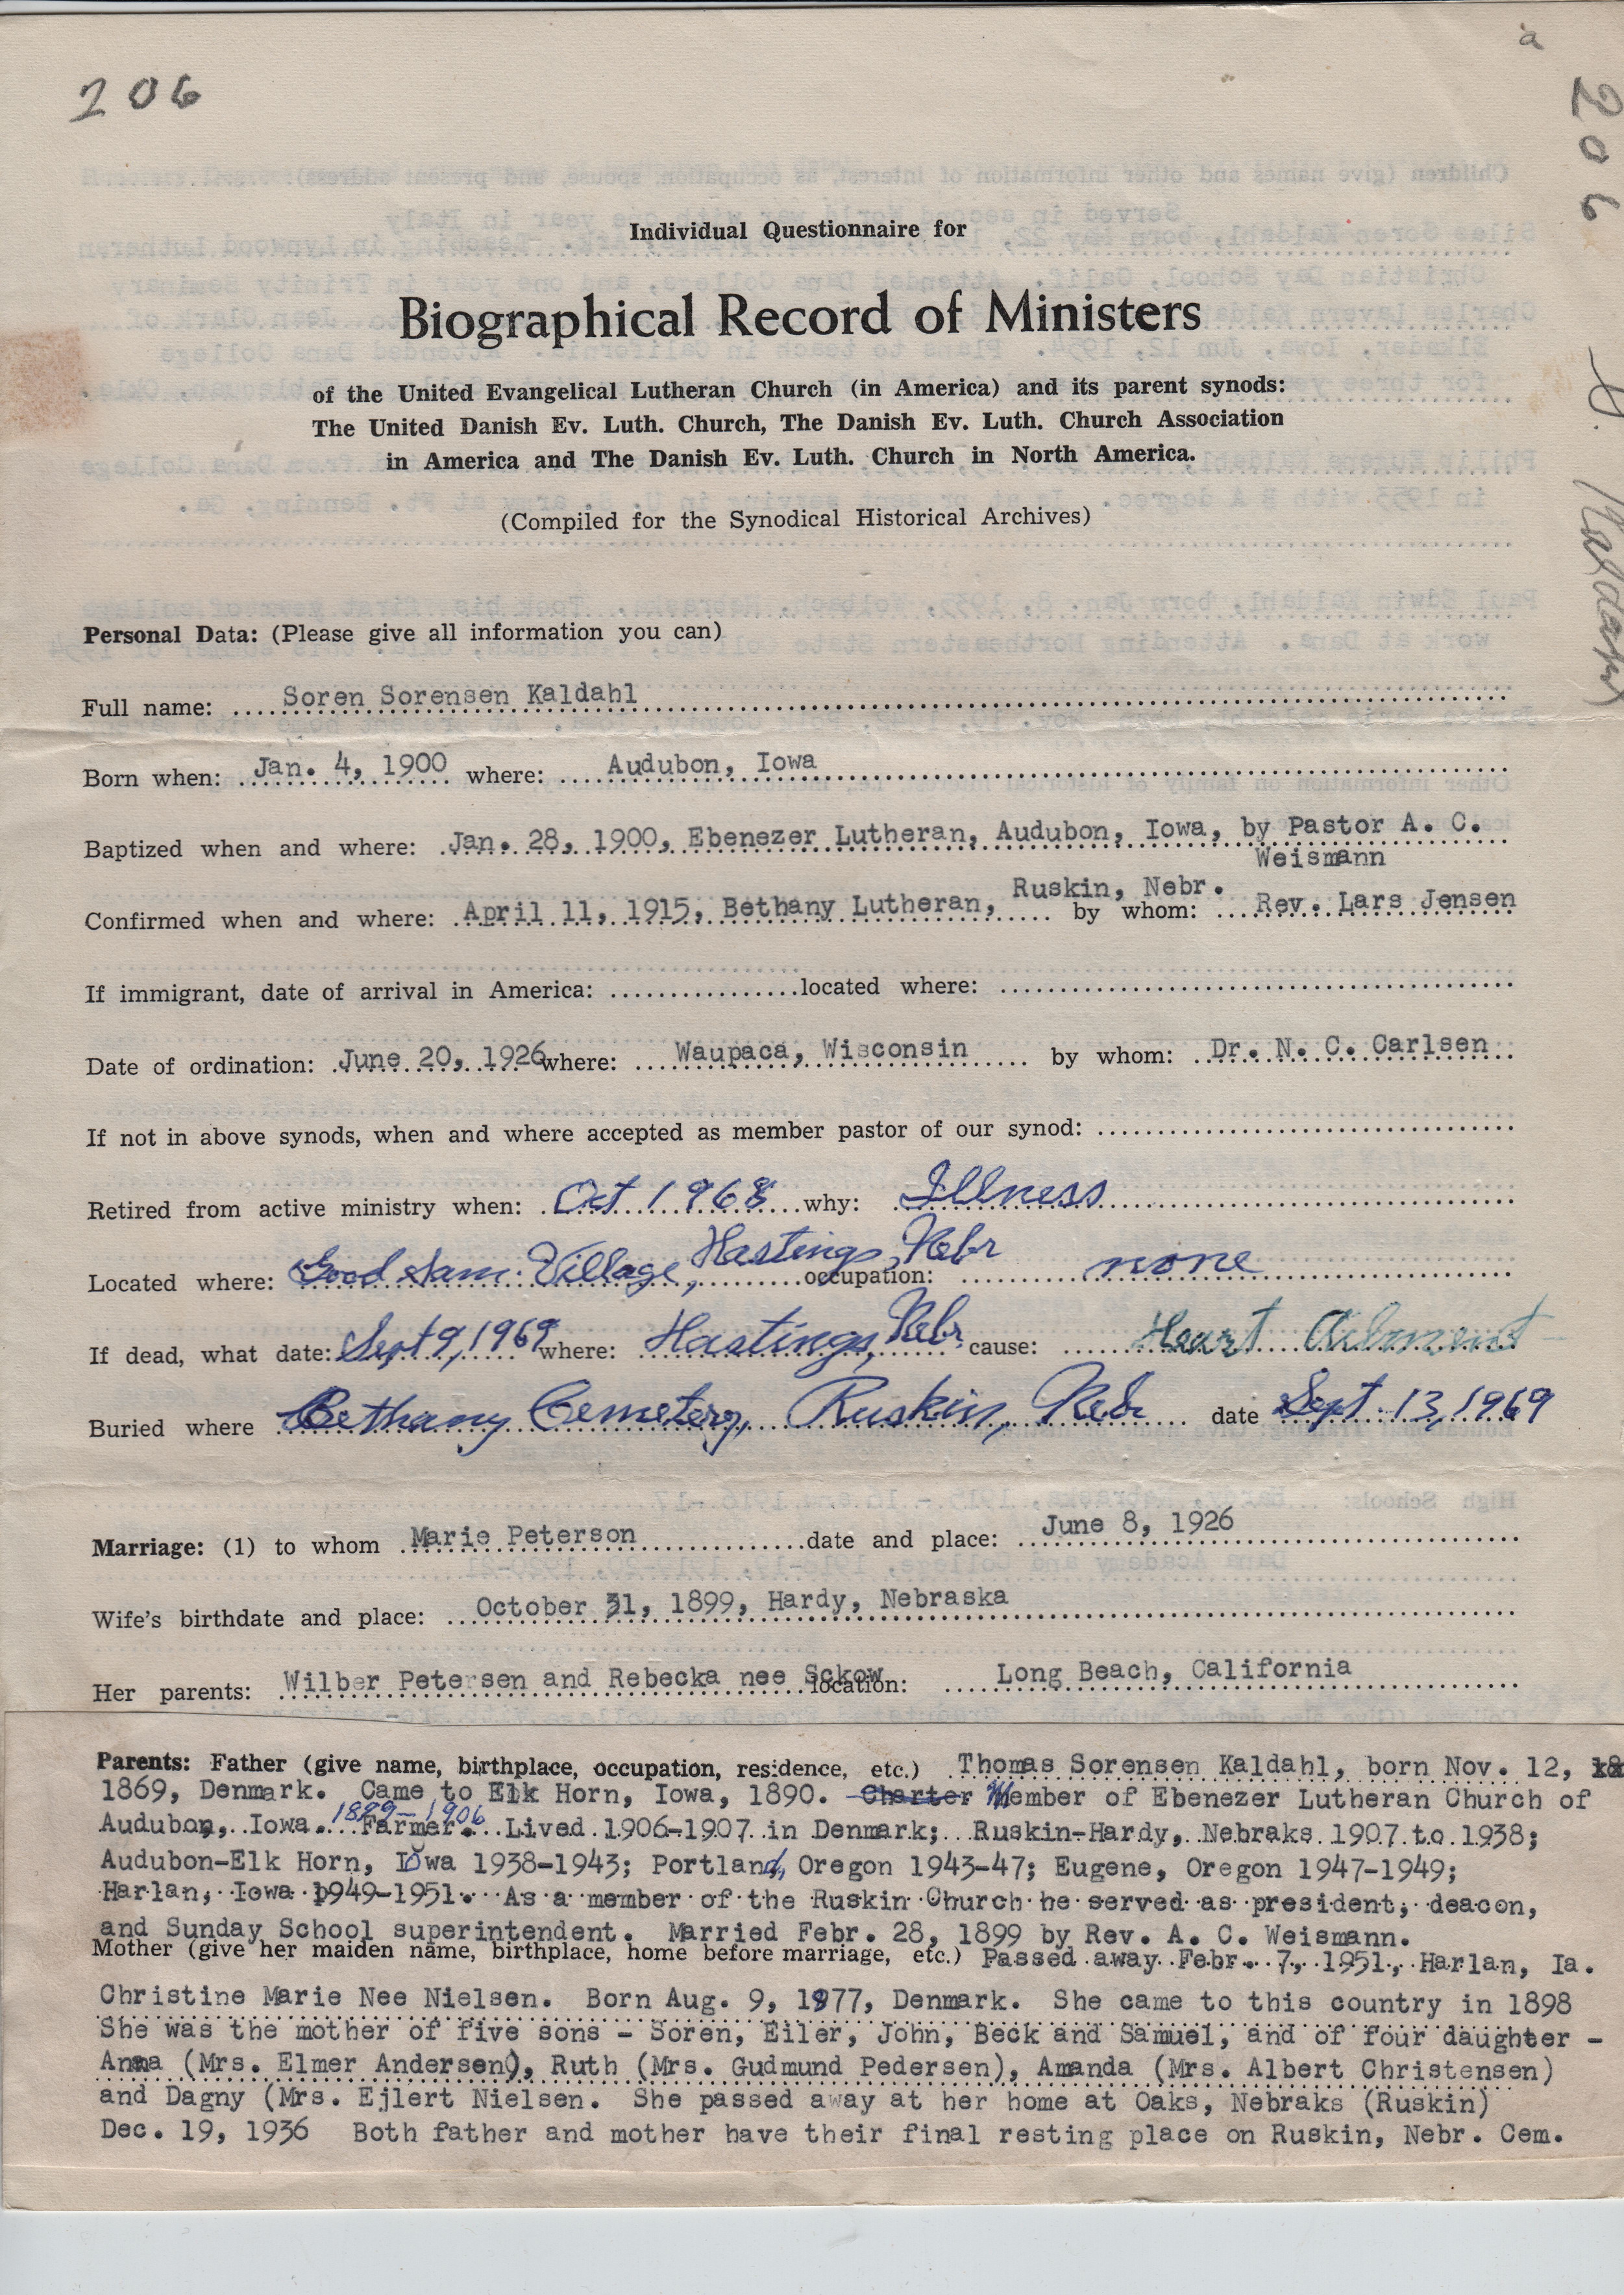 206
a
206
S. Kaldahl
Individual Questionnaire for
Biographical Record of Ministers
of the United Evangelical Lutheran Church (in America) and its parent synods:
The United Danish Ev. Luth. Church, The Danish Ev. Luth. Church Association
in America and The Danish Ev. Luth. Church in North America.
(Compiled for the Synodical Historical Archives)
Personal Data: (Please give all information you can)
Full name: Soren Sorensen Kaldahl
Born when: Jan. 4, 1900 where: Audubon, Iowa
Baptized when and where: Jan. 28, 1900, Ebenezer Lutheran, Audubon, Iowa, by Pastor A. C.
Weismann
Confirmed when and where: April 11, 1915, Bethany Lutheran, Ruskin, Nebr. by whom: Rev. Lars Jensen
If immigrant, date of arrival in America: located where:
Date of ordination: June 20, 1926 where: Waupaca, Wisconsin by whom: Dr. N. C. Carlsen
If not in above synods, when and where accepted as member pastor of our synod:
Retired from active ministry when: Oct 1968 why: Illness
Located where: Good Sam. Village, Hastings, Nebr occupation: none
If dead, what date: Sept 9, 1969 where: Hastings, Nebr. cause: Heart Ailment
Buried where Bethany Cemetery, Ruskin, Nebr date Sept. 13, 1969
Marriage: (1) to whom Marie Peterson date and place: June 8, 1926
Wife's birthdate and place: October 31, 1899, Hardy, Nebraska
Her parents: Wilber Petersen and Rebecka nee Sckow location: Long Beach, California
Parents: Father (give name, birthplace, occupation, residence, etc.) Thomas Sorensen Kaldahl, born Nov. 12,
1869, Denmark. Came to Elk Horn, Iowa, 1890. Charter Member of Ebenezer Lutheran Church of
Audubon, Iowa. 1889-1906 Farmer. Lived 1906-1907 in Denmark; Ruskin-Hardy, Nebraks 1907 to 1938;
Audubon-Elk Horn, Iowa 1938-1943; Portland, Oregon 1943-47; Eugene, Oregon 1947-1949;
Harlan, Iowa 1949-1951. As a member of the Ruskin Church he served as president, deacon,
and Sunday School superintendent. Married Febr. 28, 1899 by Rev. A. C. Weismann.
Mother (give her maiden name, birthplace, home before marriage, etc.) Passed away Febr. 7, 1951, Harlan, Ia.
Christine Marie Nee Nielsen. Born Aug. 9, 1877, Denmark. She came to this country in 1898
She was the mother of five sons - Soren, Eiler, John, Beck and Samuel, and of four daughter -
Anna (Mrs. Elmer Andersen), Ruth (Mrs. Gudmund Pedersen), Amanda (Mrs. Albert Christensen)
and Dagny (Mrs. Ejlert Nielsen. She passed away at her home at Oaks, Nebraks (Ruskin)
Dec. 19, 1936 Both father and mother have their final resting place on Ruskin, Nebr. Cem.